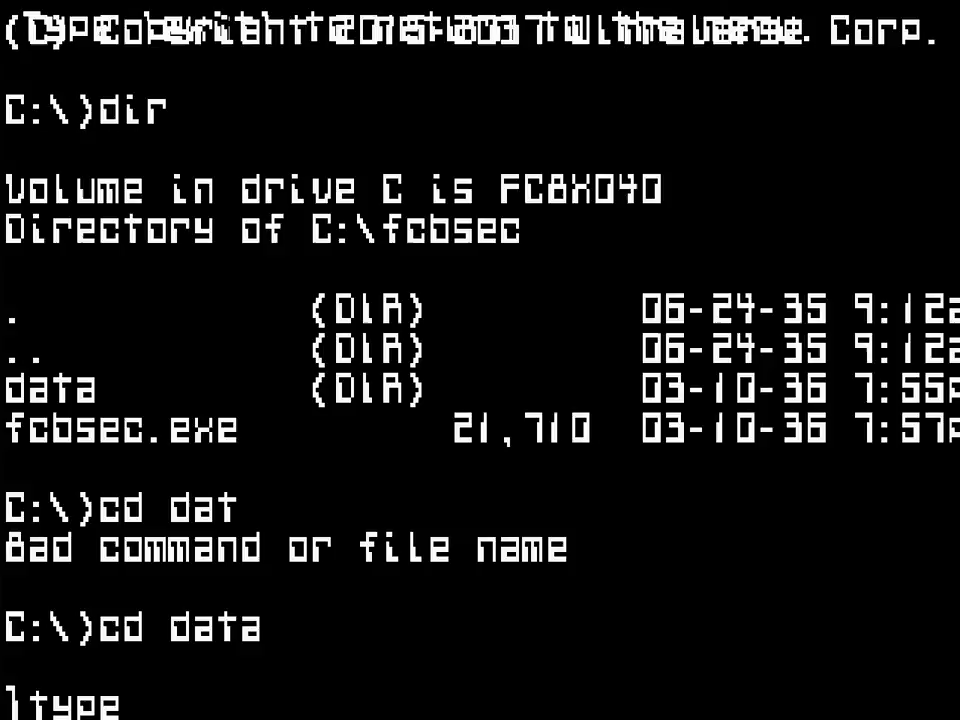 Corp.
C:\)dir
Volume in drive C is FC8X040
Directory of C:\fcbsec
. (DIR) 06-24-35 9:12a
.. (DIR) 06-24-35 9:12a
data (DIR) 03-10-36 7:55p
fcbsec.exe 21,710 03-10-36 7:57p
C:\)cd dat
Bad command or file name
C:\)cd data
]type